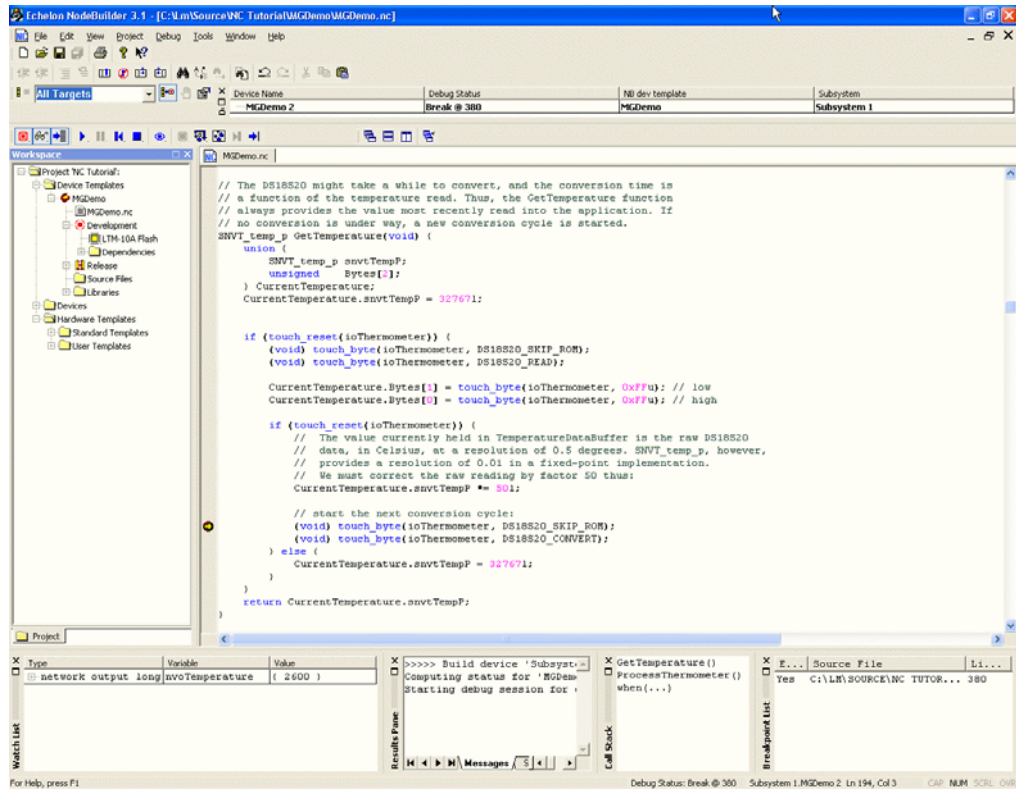 Echelon NodeBuilder 3.1 - [C:\Lm\Source\NC Tutorial\MGDemo\MGDemo.nc]
File Edit View Project Debug Tools Window Help
All Targets
Device Name Debug Status NB dev template Subsystem
MGDemo 2 Break @ 380 MGDemo Subsystem 1
Workspace
MGDemo.nc
Project 'NC Tutorial':
Device Templates
MGDemo
MGDemo.nc
Development
LTM-10A Flash
Dependencies
Release
Source Files
Libraries
Devices
Hardware Templates
Standard Templates
User Templates
Project
// The DS18S20 might take a while to convert, and the conversion time is
// a function of the temperature read. Thus, the GetTemperature function
// always provides the value most recently read into the application. If
// no conversion is under way, a new conversion cycle is started.
SNVT_temp_p GetTemperature(void) {
union {
SNVT_temp_p snvtTempP;
unsigned Bytes[2];
} CurrentTemperature;
CurrentTemperature.snvtTempP = 32767l;
if (touch_reset(ioThermometer)) {
(void) touch_byte(ioThermometer, DS18S20_SKIP_ROM);
(void) touch_byte(ioThermometer, DS18S20_READ);
CurrentTemperature.Bytes[1] = touch_byte(ioThermometer, 0xFFu); // low
CurrentTemperature.Bytes[0] = touch_byte(ioThermometer, 0xFFu); // high
if (touch_reset(ioThermometer)) {
// The value currently held in TemperatureDataBuffer is the raw DS18S20
// data, in Celsius, at a resolution of 0.5 degrees. SNVT_temp_p, however,
// provides a resolution of 0.01 in a fixed-point implementation.
// We must correct the raw reading by factor 50 thus:
CurrentTemperature.snvtTempP *= 50l;
// start the next conversion cycle:
(void) touch_byte(ioThermometer, DS18S20_SKIP_ROM);
(void) touch_byte(ioThermometer, DS18S20_CONVERT);
} else {
CurrentTemperature.snvtTempP = 32767l;
}
}
return CurrentTemperature.snvtTempP;
}
Watch List
Type Variable Value
network output long nvoTemperature ( 2600 )
Results Pane
>>>>> Build device 'Subsyst
Computing status for 'MGDem
Starting debug session for
Messages S
Call Stack
GetTemperature()
ProcessThermometer()
when(...)
Breakpoint List
E... Source File Li...
Yes C:\LM\SOURCE\NC TUTOR... 380
For Help, press F1 Debug Status: Break @ 380 Subsystem 1.MGDemo 2 Ln 194, Col 3 CAP NUM SCRL OVR